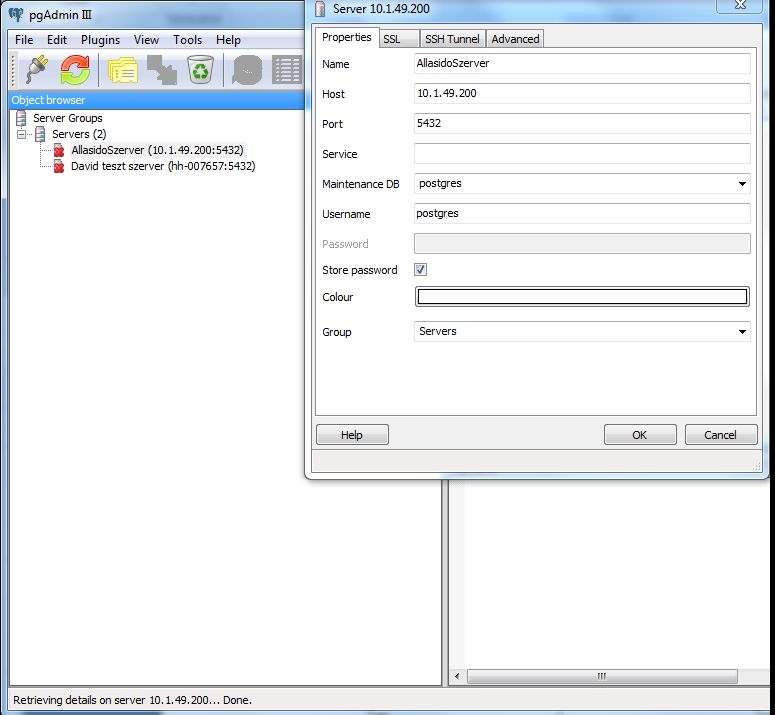 pgAdmin III
File Edit Plugins View Tools Help
Object browser
Server Groups
Servers (2)
AllasidoSzerver (10.1.49.200:5432)
David teszt szerver (hh-007657:5432)
Retrieving details on server 10.1.49.200... Done.
Server 10.1.49.200
Properties SSL SSH Tunnel Advanced
Name AllasidoSzerver
Host 10.1.49.200
Port 5432
Service
Maintenance DB postgres
Username postgres
Password
Store password
Colour
Group Servers
Help OK Cancel